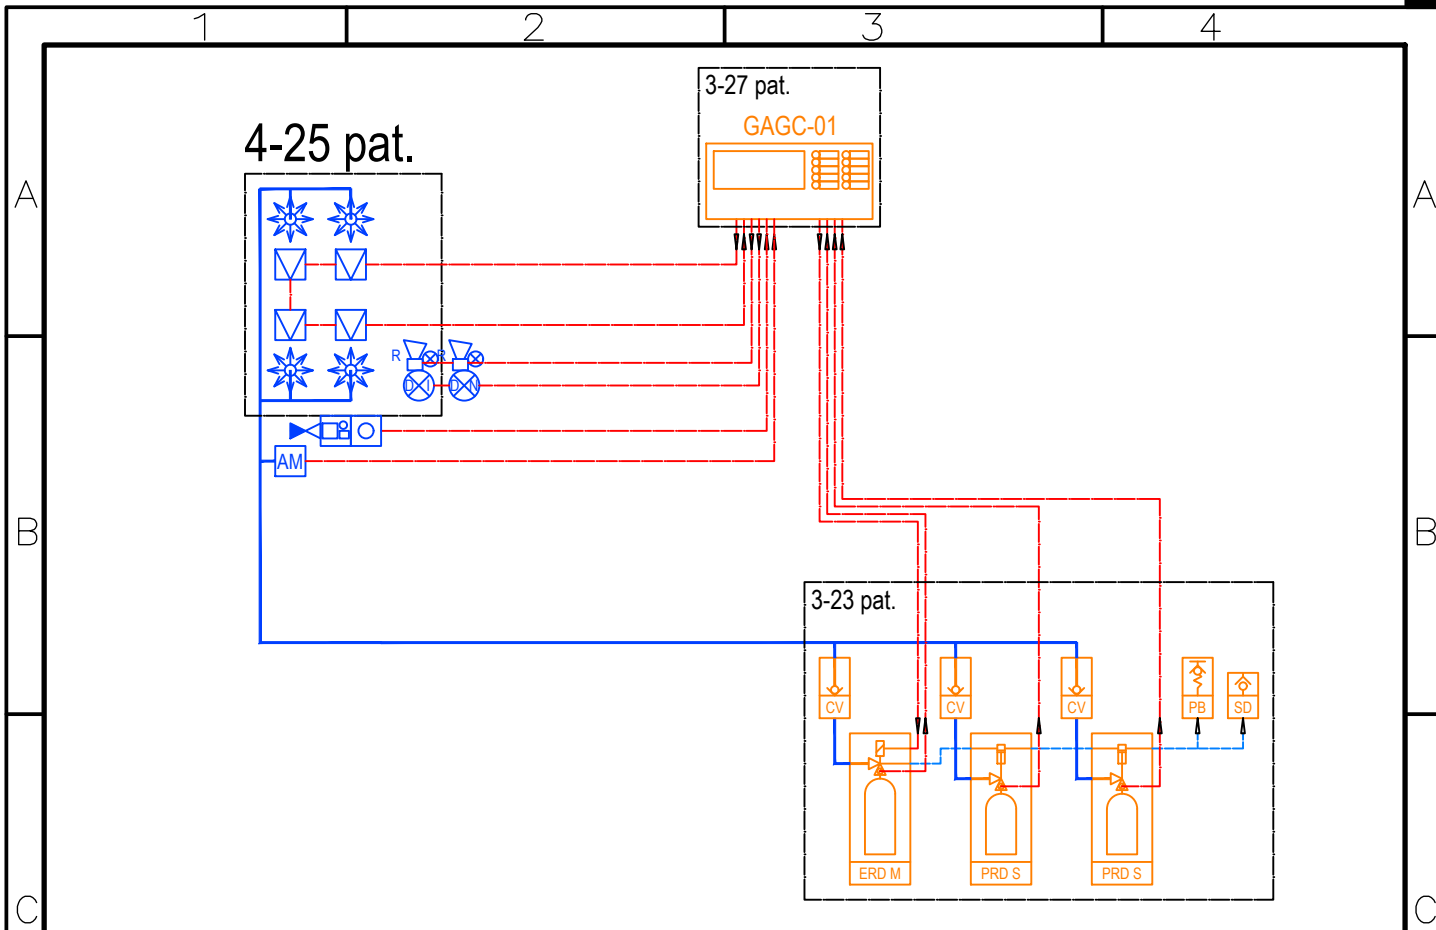 1 2 3 4
3-27 pat.
GAGC-01
4-25 pat.
A A
R R
D I D N
AM
B B
3-23 pat.
CV CV CV PB SD
ERD M PRD S PRD S
C C